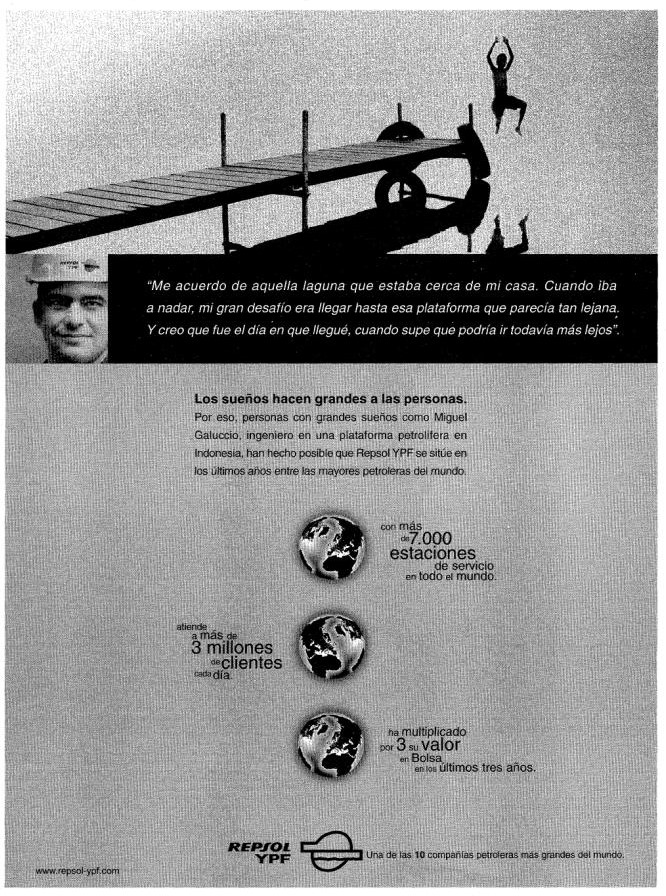 REPSOL
YPF
“Me acuerdo de aquella laguna que estaba cerca de mi casa. Cuando iba
a nadar, mi gran desafío era llegar hasta esa plataforma que parecía tan lejana.
Y creo que fue el día en que llegué, cuando supe que podría ir todavía más lejos”.
Los sueños hacen grandes a las personas.
Por eso, personas con grandes sueños como Miguel
Galuccio, ingeniero en una plataforma petrolífera en
Indonesia, han hecho posible que Repsol YPF se sitúe en
los últimos años entre las mayores petroleras del mundo.
con más
de 7.000
estaciones
de servicio
en todo el mundo.
atiende
a más de
3 millones
de clientes
cada día.
ha multiplicado
por 3 su valor
en Bolsa
en los últimos tres años.
REPSOL
YPF
Una de las 10 compañías petroleras más grandes del mundo.
www.repsol-ypf.com